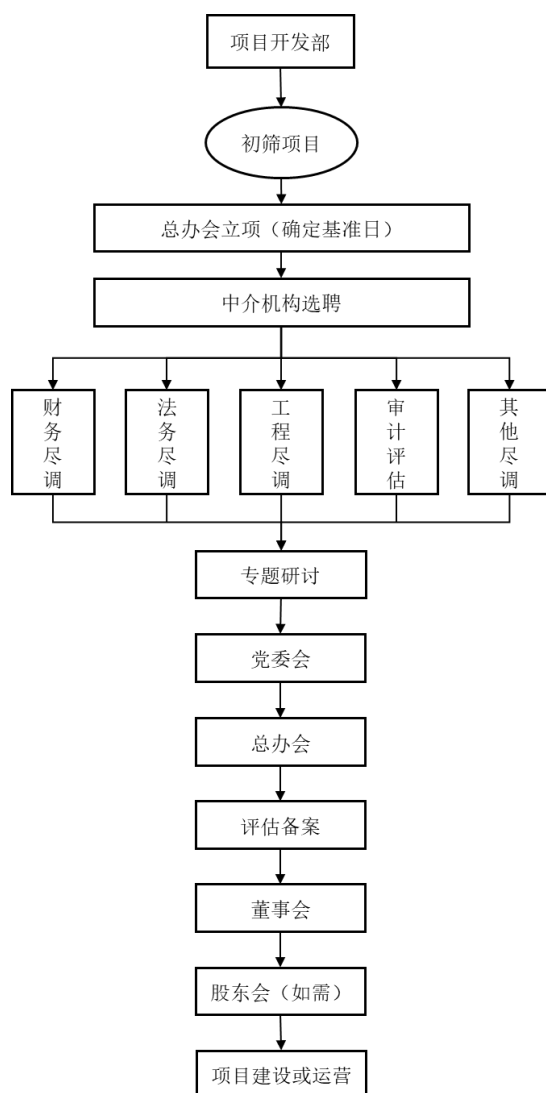 项目开发部
初筛项目
总办会立项（确定基准日）
中介机构选聘
财务尽调
法务尽调
工程尽调
审计评估
其他尽调
专题研讨
党委会
总办会
评估备案
董事会
股东会（如需）
项目建设或运营